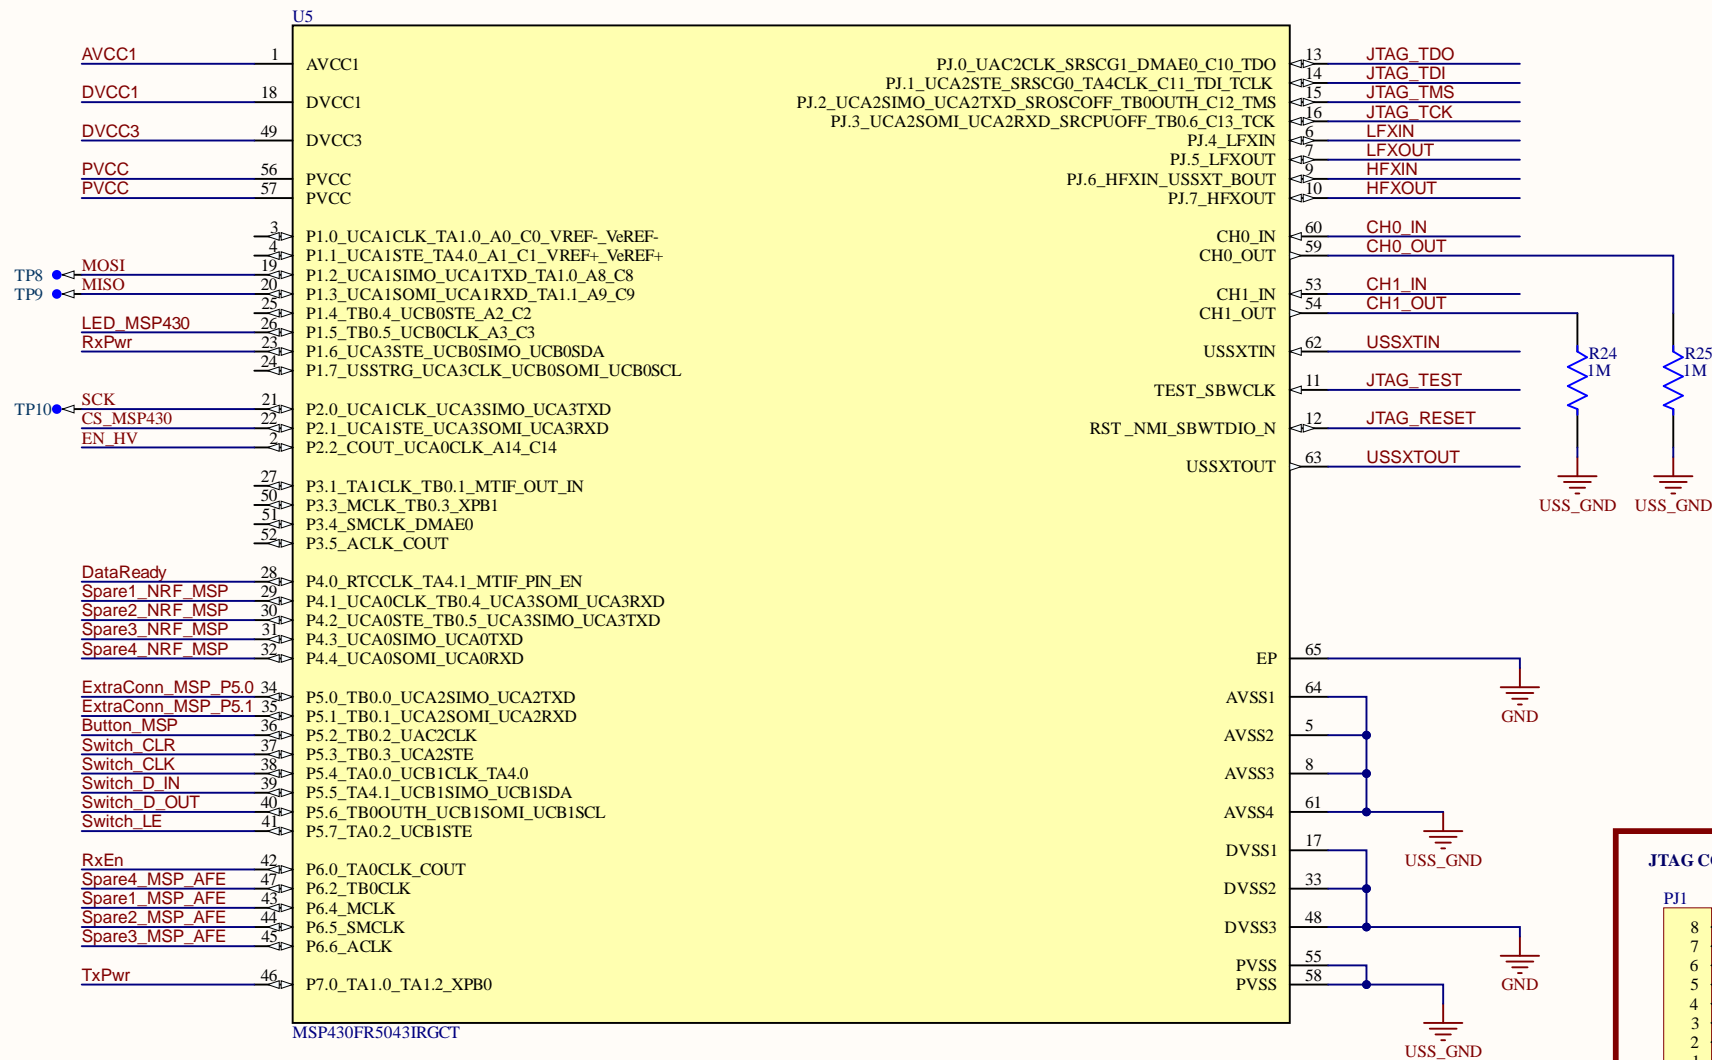 U5
AVCC1 1 AVCC1
DVCC1 18 DVCC1
DVCC3 49 DVCC3
PVCC 56 PVCC
PVCC 57 PVCC
3 P1.0_UCA1CLK_TA1.0_A0_C0_VREF-_VeREF-
4 P1.1_UCA1STE_TA4.0_A1_C1_VREF+_VeREF+
TP8 MOSI 19 P1.2_UCA1SIMO_UCA1TXD_TA1.0_A8_C8
TP9 MISO 20 P1.3_UCA1SOMI_UCA1RXD_TA1.1_A9_C9
25 P1.4_TB0.4_UCB0STE_A2_C2
LED_MSP430 26 P1.5_TB0.5_UCB0CLK_A3_C3
RxPwr 23 P1.6_UCA3STE_UCB0SIMO_UCB0SDA
24 P1.7_USSTRG_UCA3CLK_UCB0SOMI_UCB0SCL
TP10 SCK 21 P2.0_UCA1CLK_UCA3SIMO_UCA3TXD
CS_MSP430 22 P2.1_UCA1STE_UCA3SOMI_UCA3RXD
EN_HV 2 P2.2_COUT_UCA0CLK_A14_C14
27 P3.1_TA1CLK_TB0.1_MTIF_OUT_IN
50 P3.3_MCLK_TB0.3_XPB1
51 P3.4_SMCLK_DMAE0
52 P3.5_ACLK_COUT
DataReady 28 P4.0_RTCCLK_TA4.1_MTIF_PIN_EN
Spare1_NRF_MSP 29 P4.1_UCA0CLK_TB0.4_UCA3SOMI_UCA3RXD
Spare2_NRF_MSP 30 P4.2_UCA0STE_TB0.5_UCA3SIMO_UCA3TXD
Spare3_NRF_MSP 31 P4.3_UCA0SIMO_UCA0TXD
Spare4_NRF_MSP 32 P4.4_UCA0SOMI_UCA0RXD
ExtraConn_MSP_P5.0 34 P5.0_TB0.0_UCA2SIMO_UCA2TXD
ExtraConn_MSP_P5.1 35 P5.1_TB0.1_UCA2SOMI_UCA2RXD
Button_MSP 36 P5.2_TB0.2_UAC2CLK
Switch_CLR 37 P5.3_TB0.3_UCA2STE
Switch_CLK 38 P5.4_TA0.0_UCB1CLK_TA4.0
Switch_D_IN 39 P5.5_TA4.1_UCB1SIMO_UCB1SDA
Switch_D_OUT 40 P5.6_TB0OUTH_UCB1SOMI_UCB1SCL
Switch_LE 41 P5.7_TA0.2_UCB1STE
RxEn 42 P6.0_TA0CLK_COUT
Spare4_MSP_AFE 47 P6.2_TB0CLK
Spare1_MSP_AFE 43 P6.4_MCLK
Spare2_MSP_AFE 44 P6.5_SMCLK
Spare3_MSP_AFE 45 P6.6_ACLK
TxPwr 46 P7.0_TA1.0_TA1.2_XPB0
MSP430FR5043IRGCT
PJ.0_UAC2CLK_SRSCG1_DMAE0_C10_TDO 13 JTAG_TDO
PJ.1_UCA2STE_SRSCG0_TA4CLK_C11_TDI_TCLK 14 JTAG_TDI
PJ.2_UCA2SIMO_UCA2TXD_SROSCOFF_TB0OUTH_C12_TMS 15 JTAG_TMS
PJ.3_UCA2SOMI_UCA2RXD_SRCPUOFF_TB0.6_C13_TCK 16 JTAG_TCK
PJ.4_LFXIN 6 LFXIN
PJ.5_LFXOUT 7 LFXOUT
PJ.6_HFXIN_USSXT_BOUT 9 HFXIN
PJ.7_HFXOUT 10 HFXOUT
CH0_IN 60 CH0_IN
CH0_OUT 59 CH0_OUT
CH1_IN 53 CH1_IN
CH1_OUT 54 CH1_OUT
USSXTIN 62 USSXTIN
TEST_SBWCLK 11 JTAG_TEST
RST _NMI_SBWTDIO_N 12 JTAG_RESET
USSXTOUT 63 USSXTOUT
R24
1M
R25
1M
USS_GND
USS_GND
EP 65
GND
AVSS1 64
AVSS2 5
AVSS3 8
AVSS4 61
USS_GND
DVSS1 17
DVSS2 33
DVSS3 48
GND
PVSS 55
PVSS 58
USS_GND
PJ1
8
7
6
5
4
3
2
1